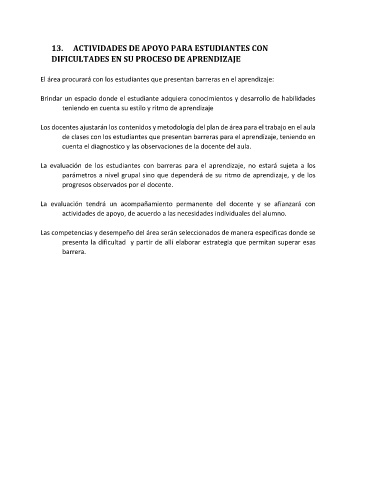 13. ACTIVIDADES DE APOYO PARA ESTUDIANTES CON
DIFICULTADES EN SU PROCESO DE APRENDIZAJE
El área procurará con los estudiantes que presentan barreras en el aprendizaje:
Brindar un espacio donde el estudiante adquiera conocimientos y desarrollo de habilidades
teniendo en cuenta su estilo y ritmo de aprendizaje
Los docentes ajustarán los contenidos y metodología del plan de área para el trabajo en el aula
de clases con los estudiantes que presentan barreras para el aprendizaje, teniendo en
cuenta el diagnostico y las observaciones de la docente del aula.
La evaluación de los estudiantes con barreras para el aprendizaje, no estará sujeta a los
parámetros a nivel grupal sino que dependerá de su ritmo de aprendizaje, y de los
progresos observados por el docente.
La evaluación tendrá un acompañamiento permanente del docente y se afianzará con
actividades de apoyo, de acuerdo a las necesidades individuales del alumno.
Las competencias y desempeño del área serán seleccionados de manera especificas donde se
presenta la dificultad y partir de alli elaborar estrategia que permitan superar esas
barrera.